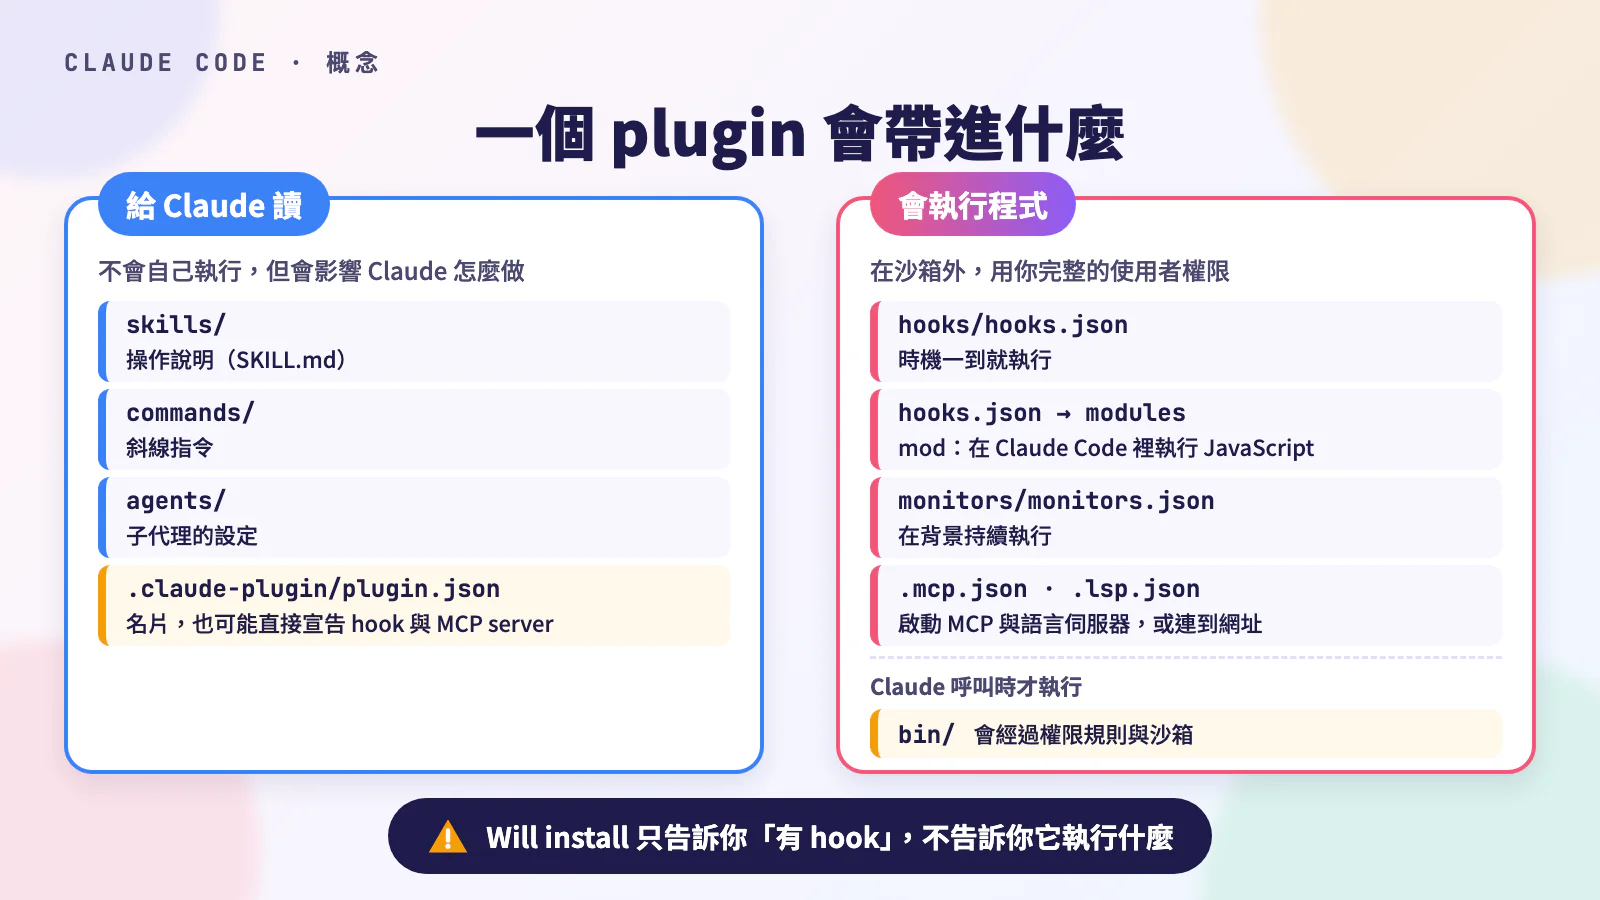 CLAUDE CODE · 概念
一個 plugin 會帶進什麼
給 Claude 讀
不會自己執行，但會影響 Claude 怎麼做
skills/
操作說明（SKILL.md）
commands/
斜線指令
agents/
子代理的設定
.claude-plugin/plugin.json
名片，也可能直接宣告 hook 與 MCP server
會執行程式
在沙箱外，用你完整的使用者權限
hooks/hooks.json
時機一到就執行
hooks.json → modules
mod：在 Claude Code 裡執行 JavaScript
monitors/monitors.json
在背景持續執行
.mcp.json · .lsp.json
啟動 MCP 與語言伺服器，或連到網址
Claude 呼叫時才執行
bin/ 會經過權限規則與沙箱
Will install 只告訴你「有 hook」，不告訴你它執行什麼